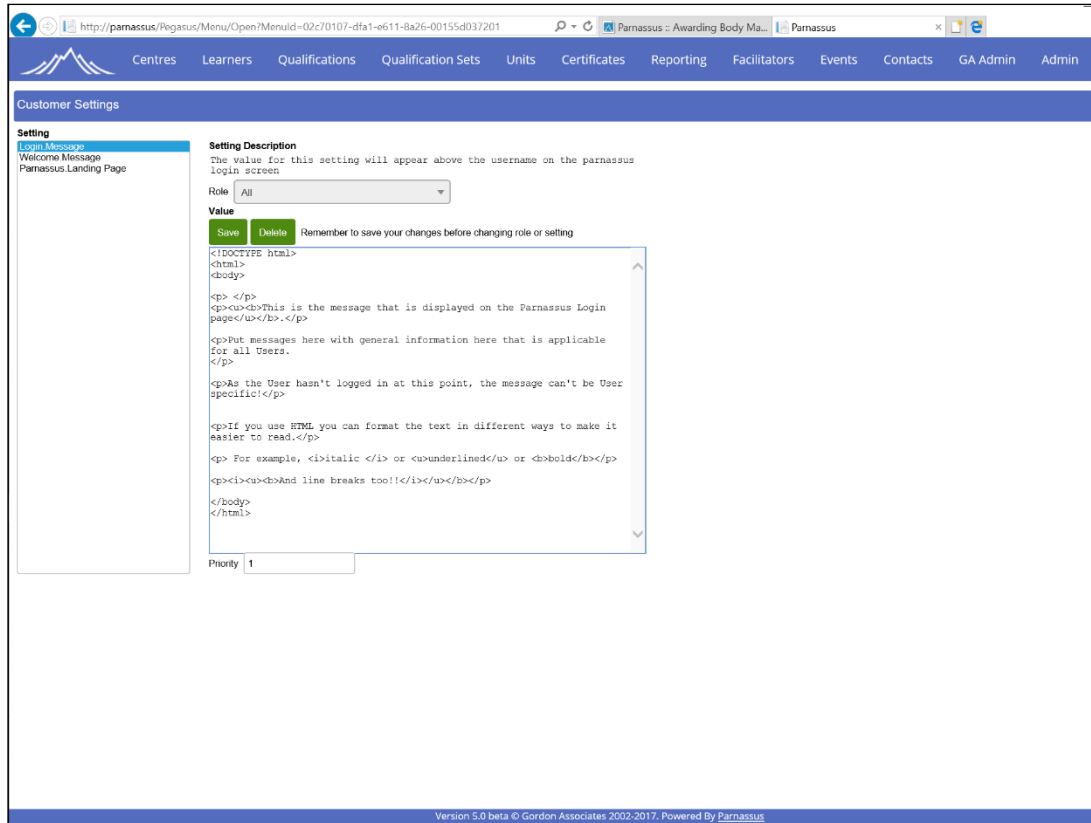 http://parnassus/Pegasus/Menu/Open?MenuId=02c70107-dfa1-e611-8a26-00155d037201
Parnassus :: Awarding Body Ma...
Parnassus
Centres Learners Qualifications Qualification Sets Units Certificates Reporting Facilitators Events Contacts GA Admin Admin
Customer Settings
Setting
Login.Message
Welcome.Message
Parnassus.Landing Page
Setting Description
The value for this setting will appear above the username on the parnassus
login screen
Role All
Value
Save Delete Remember to save your changes before changing role or setting
<!DOCTYPE html>
<html>
<body>
<p> </p>
<p><u><b>This is the message that is displayed on the Parnassus Login
page</u></b>.</p>
<p>Put messages here with general information here that is applicable
for all Users.
</p>
<p>As the User hasn't logged in at this point, the message can't be User
specific!</p>
<p>If you use HTML you can format the text in different ways to make it
easier to read.</p>
<p> For example, <i>italic </i> or <u>underlined</u> or <b>bold</b></p>
<p><i><u><b>And line breaks too!!</i></u></b></p>
</body>
</html>
Priority 1
Version 5.0 beta © Gordon Associates 2002-2017. Powered By Parnassus